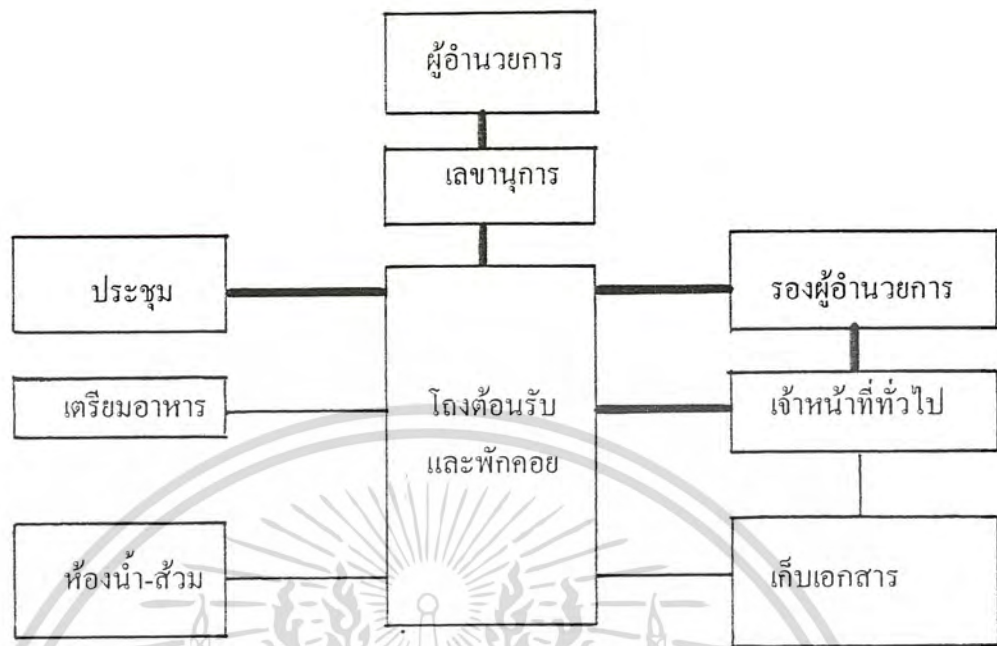 ผู้อำนวยการ
เลขานุการ
ประชุม
รองผู้อำนวยการ
เตรียมอาหาร
โถงต้อนรับ
และพักคอย
เจ้าหน้าที่ทั่วไป
ห้องน้ำ-ส้วม
เก็บเอกสาร